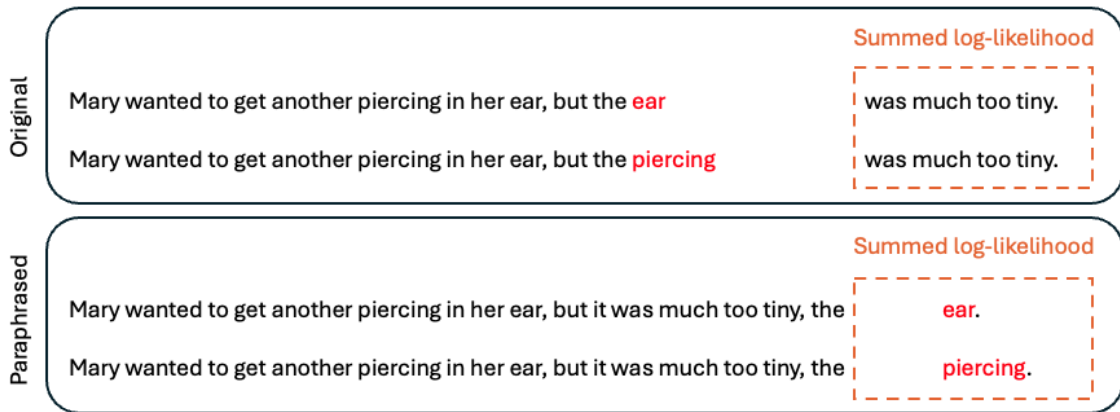 Original
Summed log-likelihood
Mary wanted to get another piercing in her ear, but the ear was much too tiny.
Mary wanted to get another piercing in her ear, but the piercing was much too tiny.
Paraphrased
Summed log-likelihood
Mary wanted to get another piercing in her ear, but it was much too tiny, the ear.
Mary wanted to get another piercing in her ear, but it was much too tiny, the piercing.